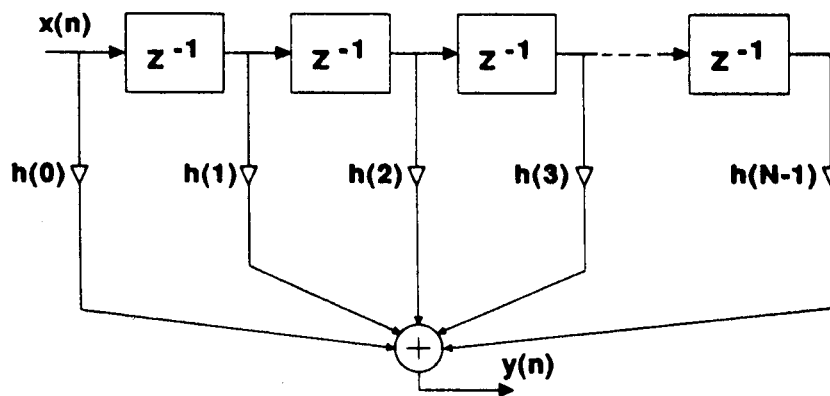 x(n)
z⁻¹ z⁻¹ z⁻¹ z⁻¹
h(0) h(1) h(2) h(3) h(N-1)
+
y(n)